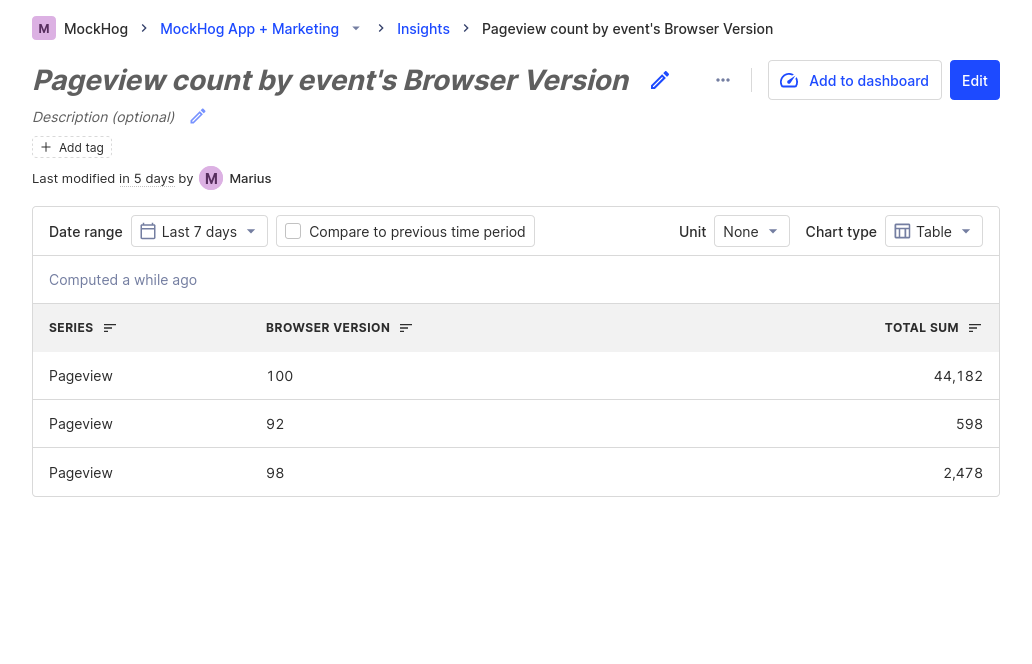 M MockHog MockHog App + Marketing Insights Pageview count by event's Browser Version
Pageview count by event's Browser Version Add to dashboard Edit
Description (optional)
Add tag
Last modified in 5 days by M Marius
Date range Last 7 days Compare to previous time period Unit None Chart type Table
Computed a while ago
SERIES BROWSER VERSION TOTAL SUM
Pageview 100 44,182
Pageview 92 598
Pageview 98 2,478